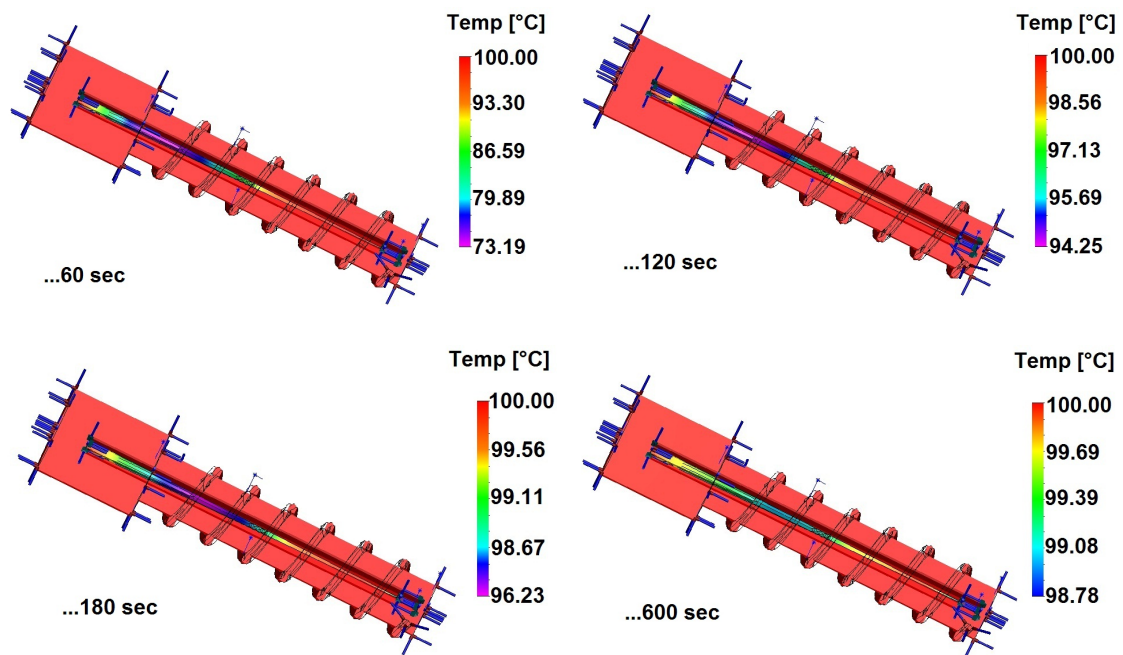 Temp [°C]
100.00
93.30
86.59
79.89
73.19
...60 sec
Temp [°C]
100.00
98.56
97.13
95.69
94.25
...120 sec
Temp [°C]
100.00
99.56
99.11
98.67
96.23
...180 sec
Temp [°C]
100.00
99.69
99.39
99.08
98.78
...600 sec